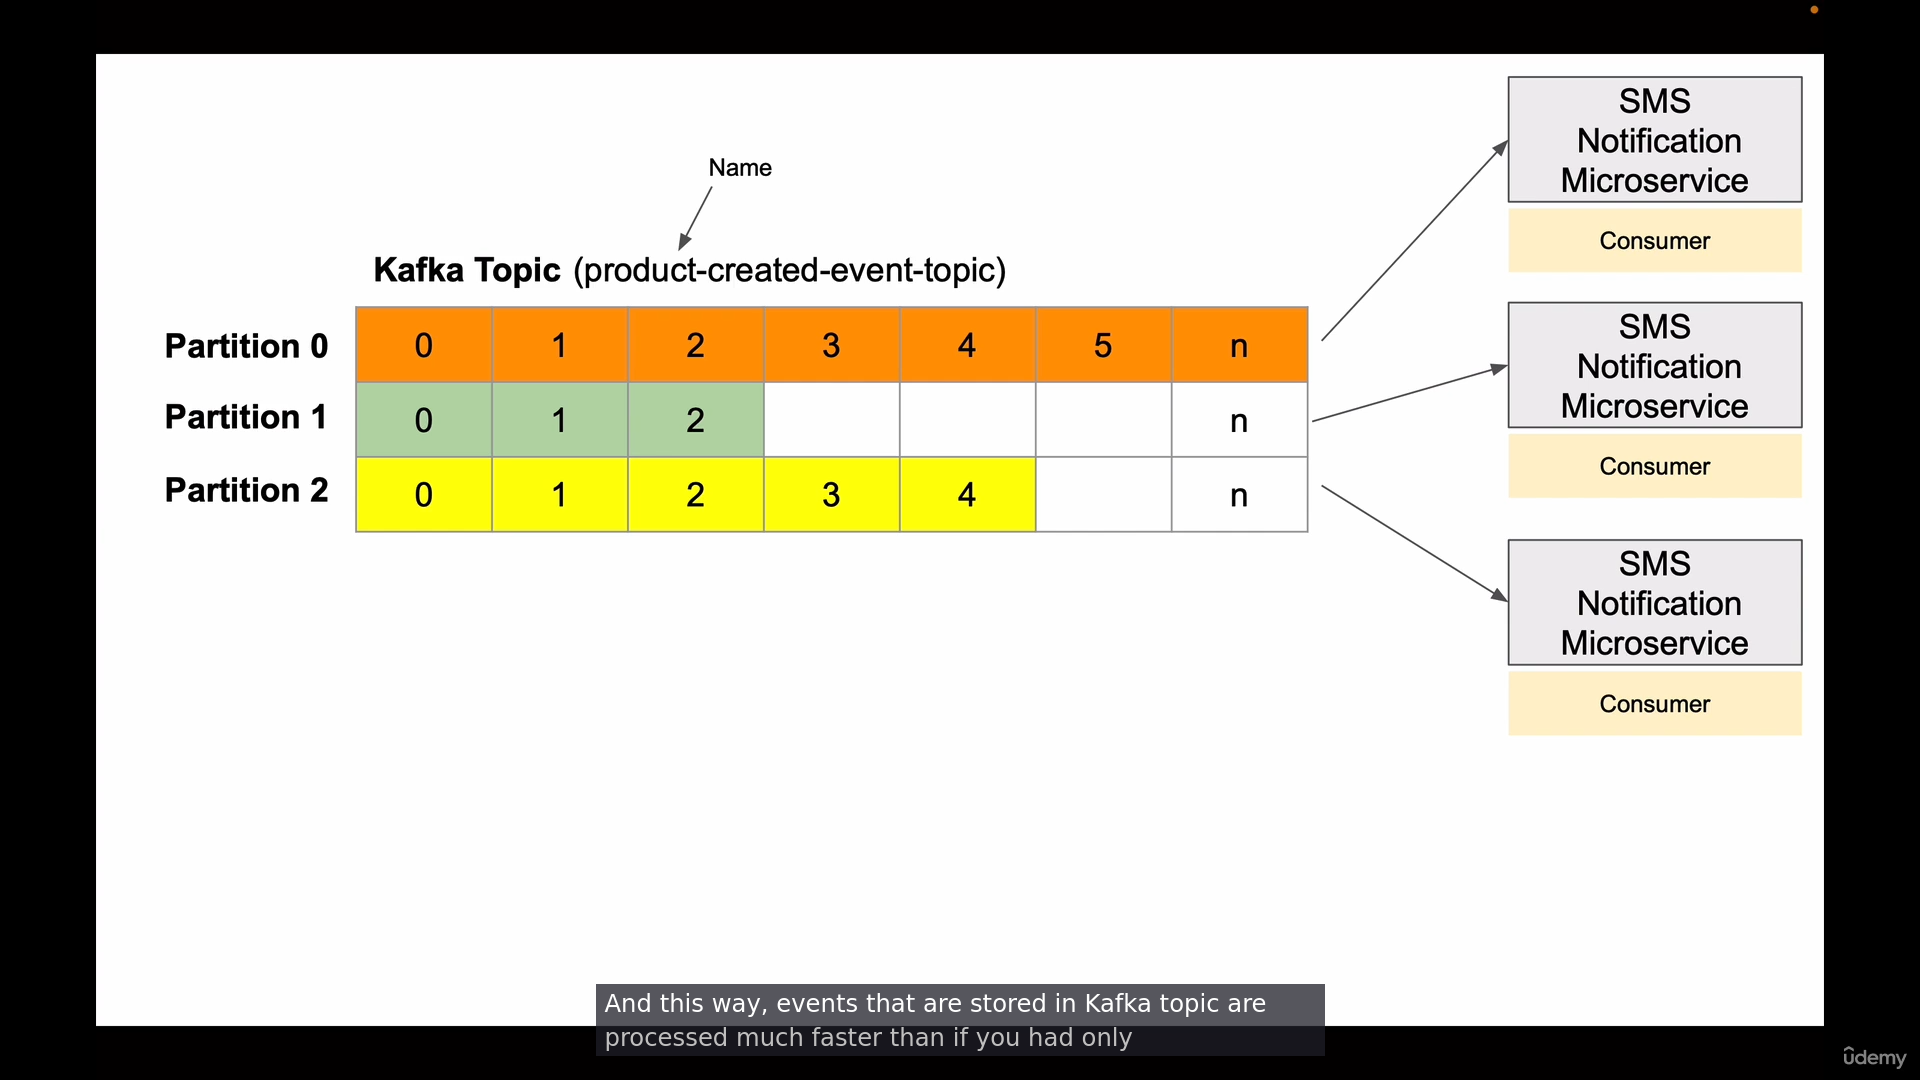 Name
Kafka Topic (product-created-event-topic)
Partition 0 0 1 2 3 4 5 n
Partition 1 0 1 2 n
Partition 2 0 1 2 3 4 n
SMS
Notification
Microservice
Consumer
SMS
Notification
Microservice
Consumer
SMS
Notification
Microservice
Consumer
And this way, events that are stored in Kafka topic are
processed much faster than if you had only
udemy